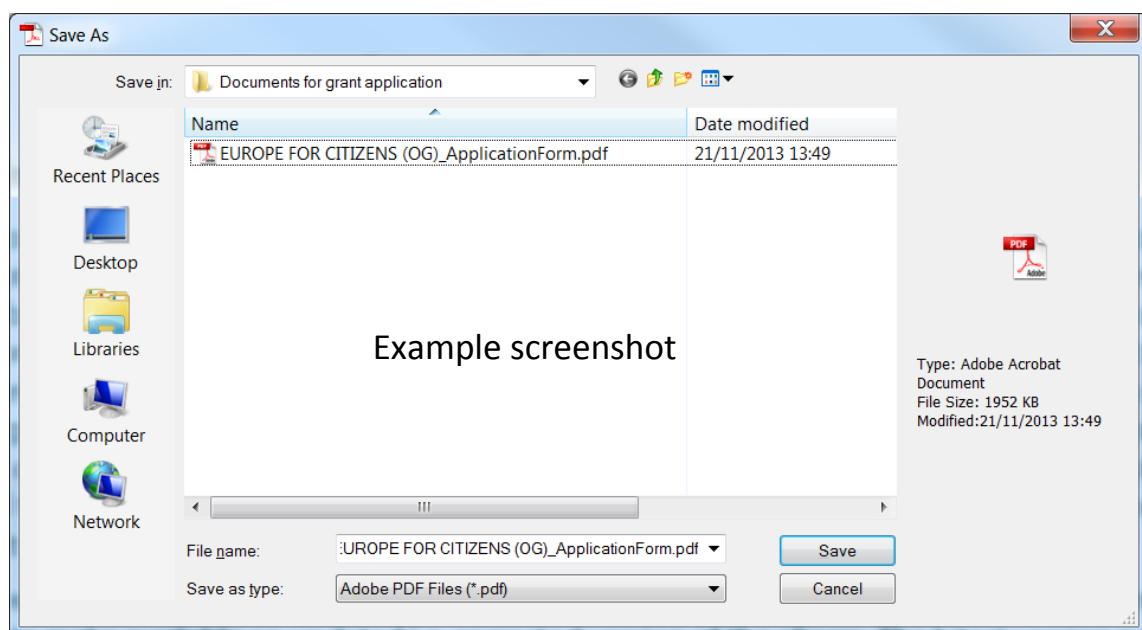 Save As
X
Save in: Documents for grant application
Name Date modified
EUROPE FOR CITIZENS (OG)_ApplicationForm.pdf 21/11/2013 13:49
Recent Places
Desktop
Libraries
Computer
Network
Example screenshot
PDF
Adobe
Type: Adobe Acrobat
Document
File Size: 1952 KB
Modified:21/11/2013 13:49
File name: :UROPE FOR CITIZENS (OG)_ApplicationForm.pdf
Save
Save as type: Adobe PDF Files (*.pdf)
Cancel